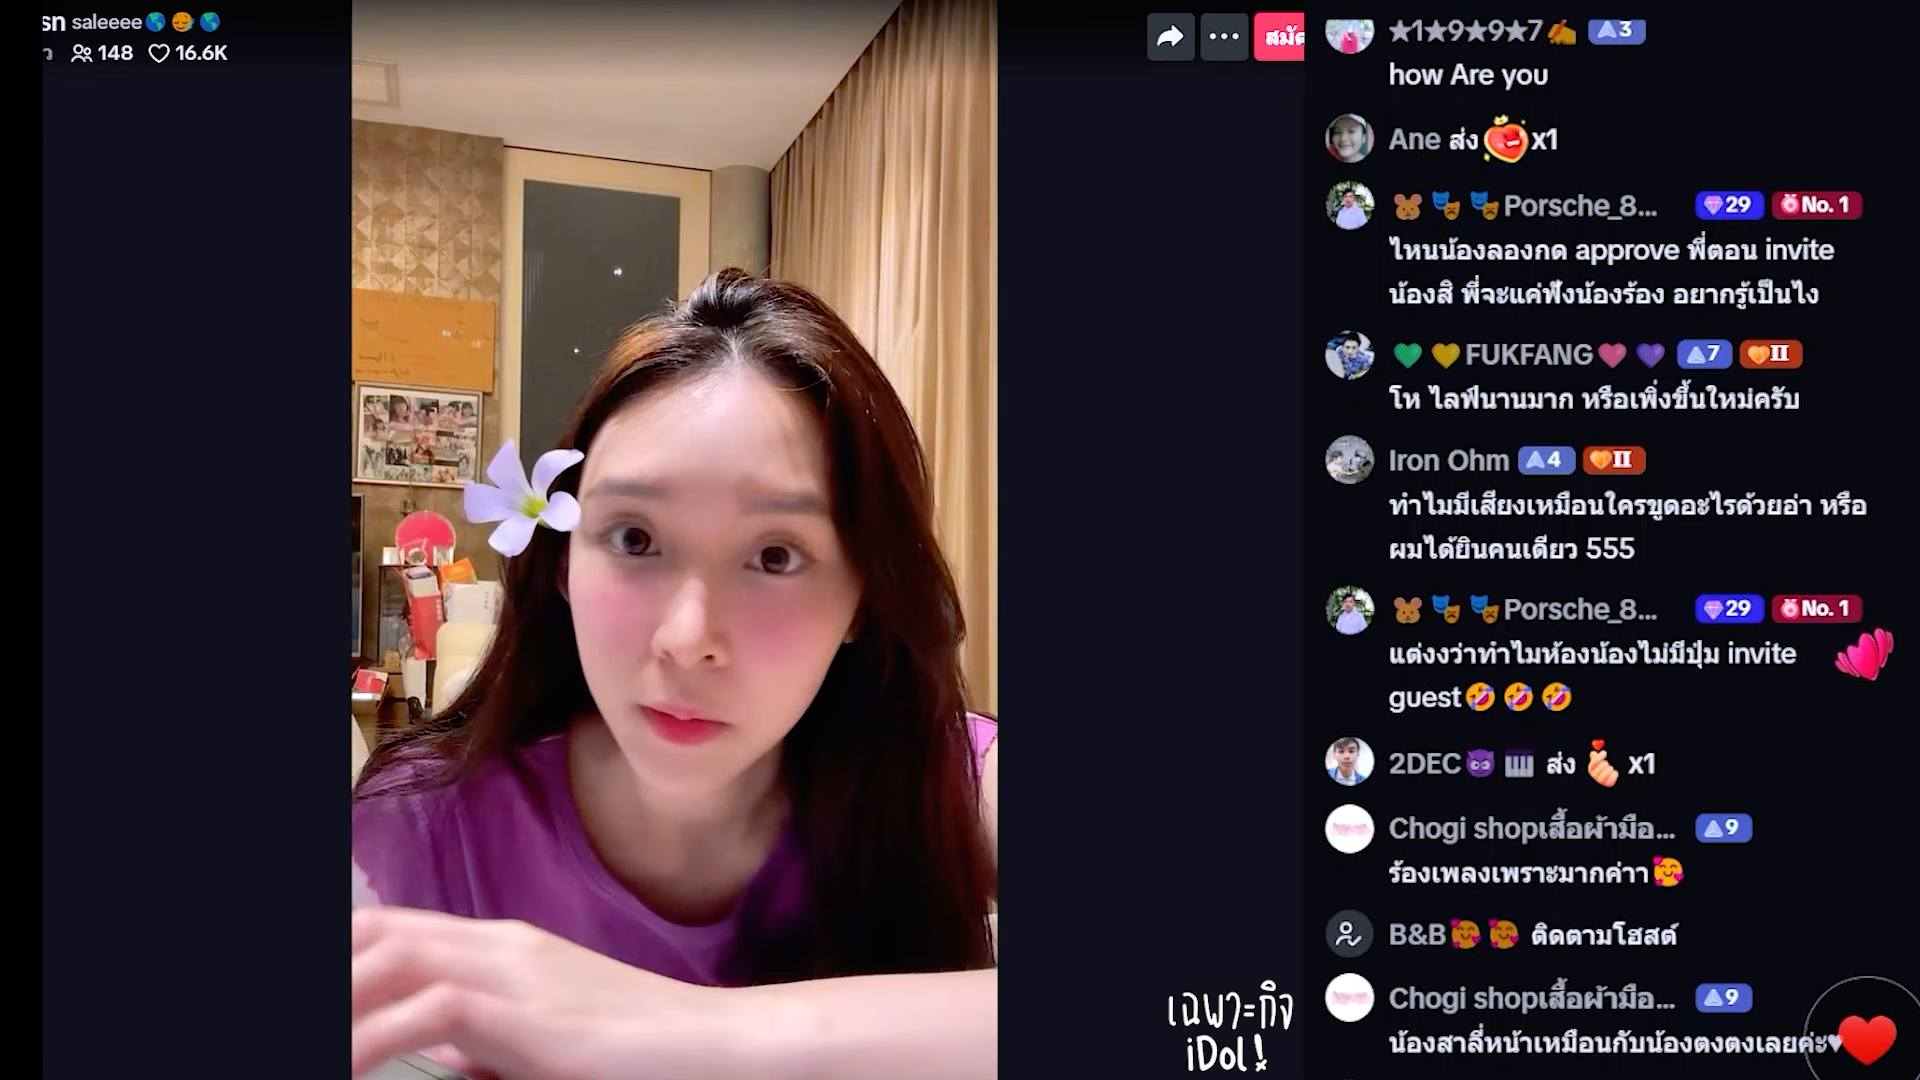 saleeee🌎🥴🌎
148 16.6K
สมัค
★1★9★9★7✍️ 3
how Are you
Ane ส่ง x1
🐭🎭🎭Porsche_8... 29 No. 1
ไหนน้องลองกด approve พี่ตอน invite
น้องสิ พี่จะแค่ฟังน้องร้อง อยากรู้เป็นไง
💚💛FUKFANG💗💜 7 II
โห ไลฟ์นานมาก หรือเพิ่งขึ้นใหม่ครับ
Iron Ohm 4 II
ทำไมมีเสียงเหมือนใครขูดอะไรด้วยอ่า หรือ
ผมได้ยินคนเดียว 555
🐭🎭🎭Porsche_8... 29 No. 1
แต่งงว่าทำไมห้องน้องไม่มีปุ่ม invite
guest🤣🤣🤣
2DEC😈🎹 ส่ง x1
Chogi shopเสื้อผ้ามือ... 9
ร้องเพลงเพราะมากค่าา🥰
B&B🥰🥰 ติดตามโฮสต์
Chogi shopเสื้อผ้ามือ... 9
น้องสาลี่หน้าเหมือนกับน้องตงตงเลยค่ะ♥
เฉพาะกิจ
iDol!